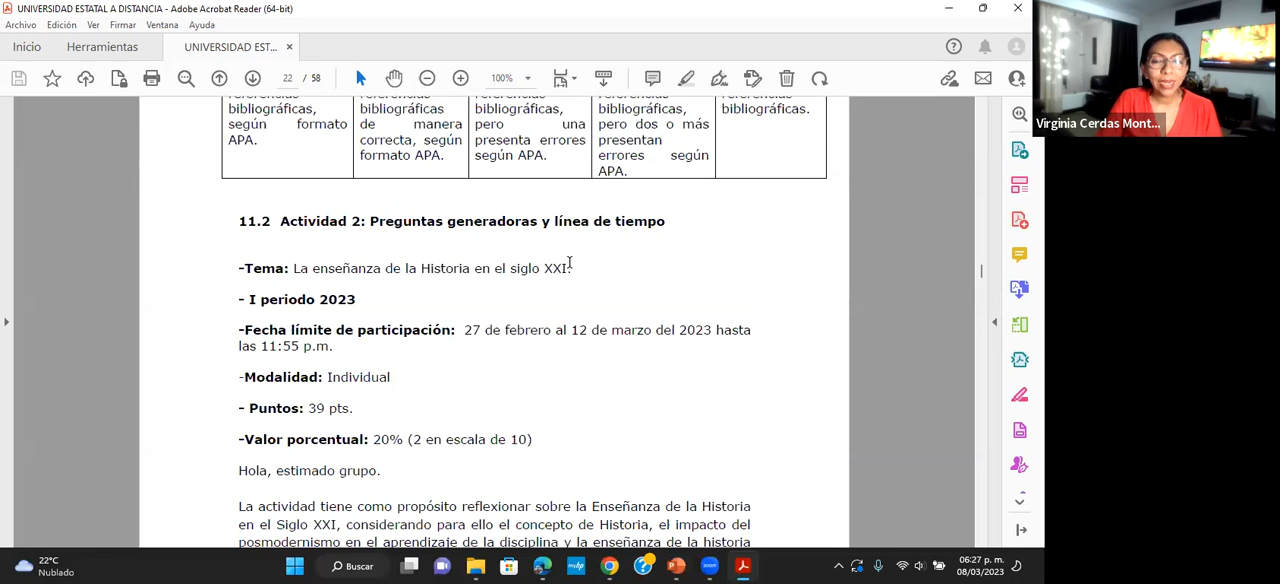 UNIVERSIDAD ESTATAL A DISTANCIA - Adobe Acrobat Reader (64-bit)
Archivo Edición Ver Firmar Ventana Ayuda
Inicio Herramientas UNIVERSIDAD EST... ×
22 / 58 100%
bibliográficas, según formato APA.
bibliográficas de manera correcta, según formato APA.
bibliográficas, pero una presenta errores según APA.
bibliográficas, pero dos o más presentan errores según APA.
bibliográficas.
11.2 Actividad 2: Preguntas generadoras y línea de tiempo
-Tema: La enseñanza de la Historia en el siglo XXI.
- I periodo 2023
-Fecha límite de participación: 27 de febrero al 12 de marzo del 2023 hasta
las 11:55 p.m.
-Modalidad: Individual
- Puntos: 39 pts.
-Valor porcentual: 20% (2 en escala de 10)
Hola, estimado grupo.
La actividad tiene como propósito reflexionar sobre la Enseñanza de la Historia
en el Siglo XXI, considerando para ello el concepto de Historia, el impacto del
posmodernismo en el aprendizaje de la disciplina y la enseñanza de la historia
Virginia Cerdas Mont...
22°C
Nublado
Buscar
06:27 p. m.
08/03/2023